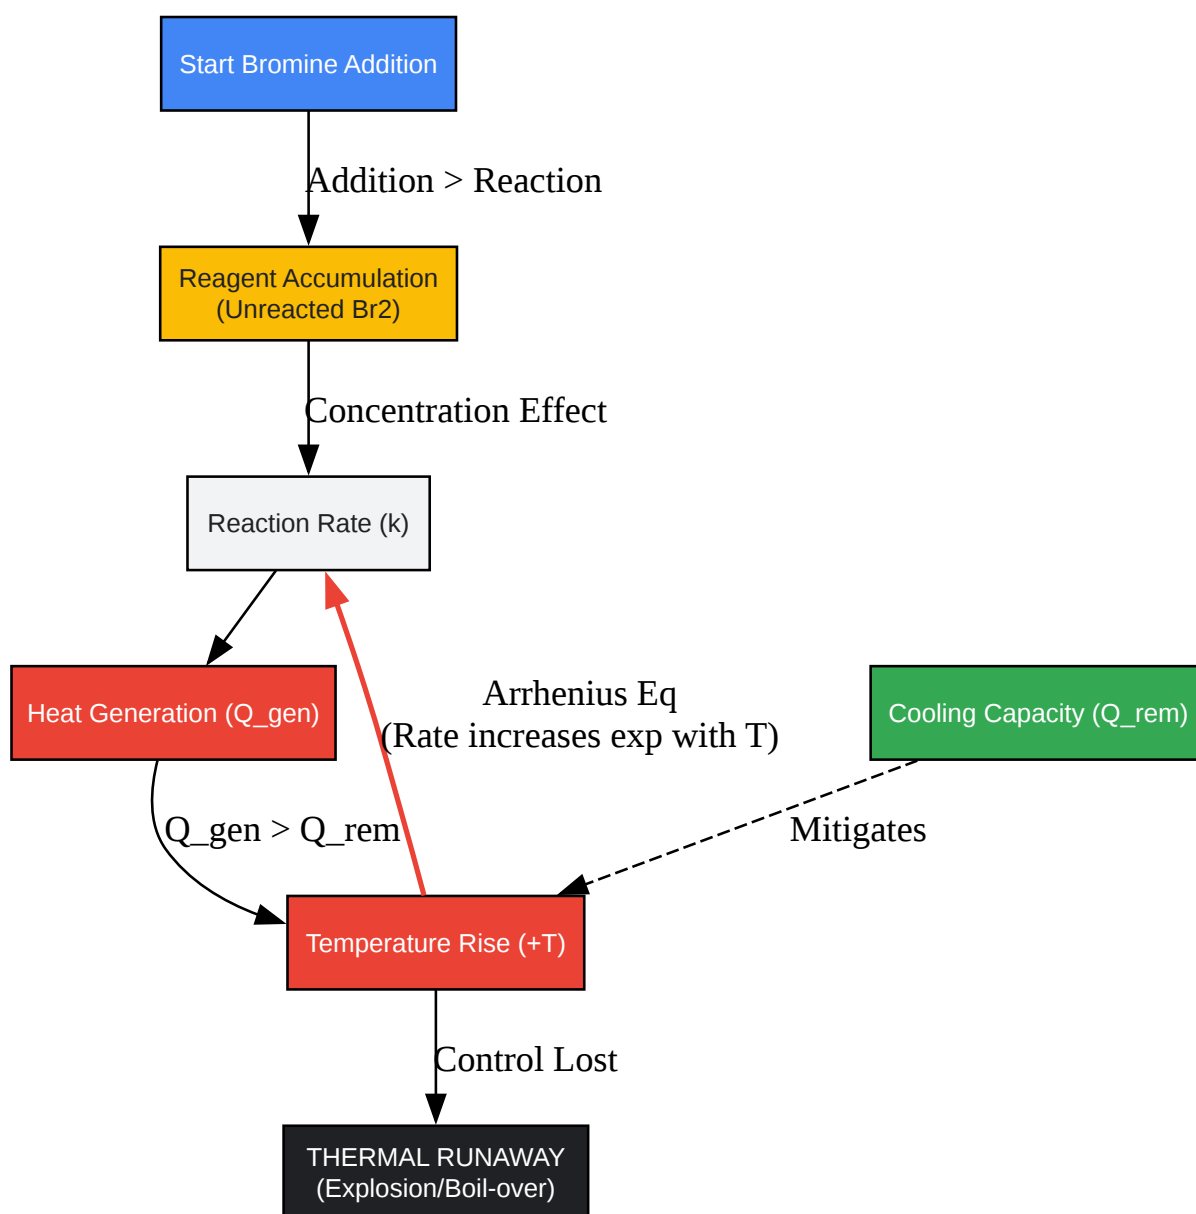 Start Bromine Addition
Addition > Reaction
Reagent Accumulation
(Unreacted Br2)
Concentration Effect
Reaction Rate (k)
Arrhenius Eq
(Rate increases exp with T)
Heat Generation (Q_gen)
Cooling Capacity (Q_rem)
Q_gen > Q_rem
Mitigates
Temperature Rise (+T)
Control Lost
THERMAL RUNAWAY
(Explosion/Boil-over)